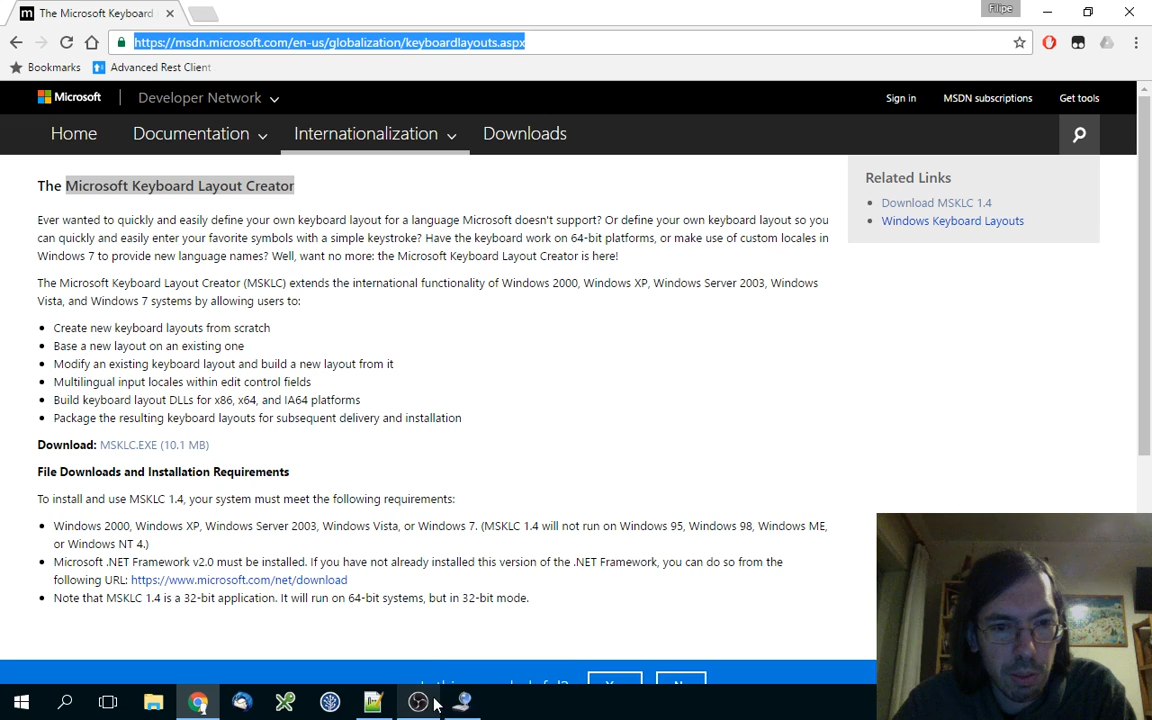 The Microsoft Keyboard
Filipe
https://msdn.microsoft.com/en-us/globalization/keyboardlayouts.aspx
Bookmarks
Advanced Rest Client
Microsoft
Developer Network
Sign in
MSDN subscriptions
Get tools
Home
Documentation
Internationalization
Downloads
The Microsoft Keyboard Layout Creator
Ever wanted to quickly and easily define your own keyboard layout for a language Microsoft doesn't support? Or define your own keyboard layout so you
can quickly and easily enter your favorite symbols with a simple keystroke? Have the keyboard work on 64-bit platforms, or make use of custom locales in
Windows 7 to provide new language names? Well, want no more: the Microsoft Keyboard Layout Creator is here!
The Microsoft Keyboard Layout Creator (MSKLC) extends the international functionality of Windows 2000, Windows XP, Windows Server 2003, Windows
Vista, and Windows 7 systems by allowing users to:
Create new keyboard layouts from scratch
Base a new layout on an existing one
Modify an existing keyboard layout and build a new layout from it
Multilingual input locales within edit control fields
Build keyboard layout DLLs for x86, x64, and IA64 platforms
Package the resulting keyboard layouts for subsequent delivery and installation
Download: MSKLC.EXE (10.1 MB)
File Downloads and Installation Requirements
To install and use MSKLC 1.4, your system must meet the following requirements:
Windows 2000, Windows XP, Windows Server 2003, Windows Vista, or Windows 7. (MSKLC 1.4 will not run on Windows 95, Windows 98, Windows ME,
or Windows NT 4.)
Microsoft .NET Framework v2.0 must be installed. If you have not already installed this version of the .NET Framework, you can do so from the
following URL: https://www.microsoft.com/net/download
Note that MSKLC 1.4 is a 32-bit application. It will run on 64-bit systems, but in 32-bit mode.
Related Links
Download MSKLC 1.4
Windows Keyboard Layouts